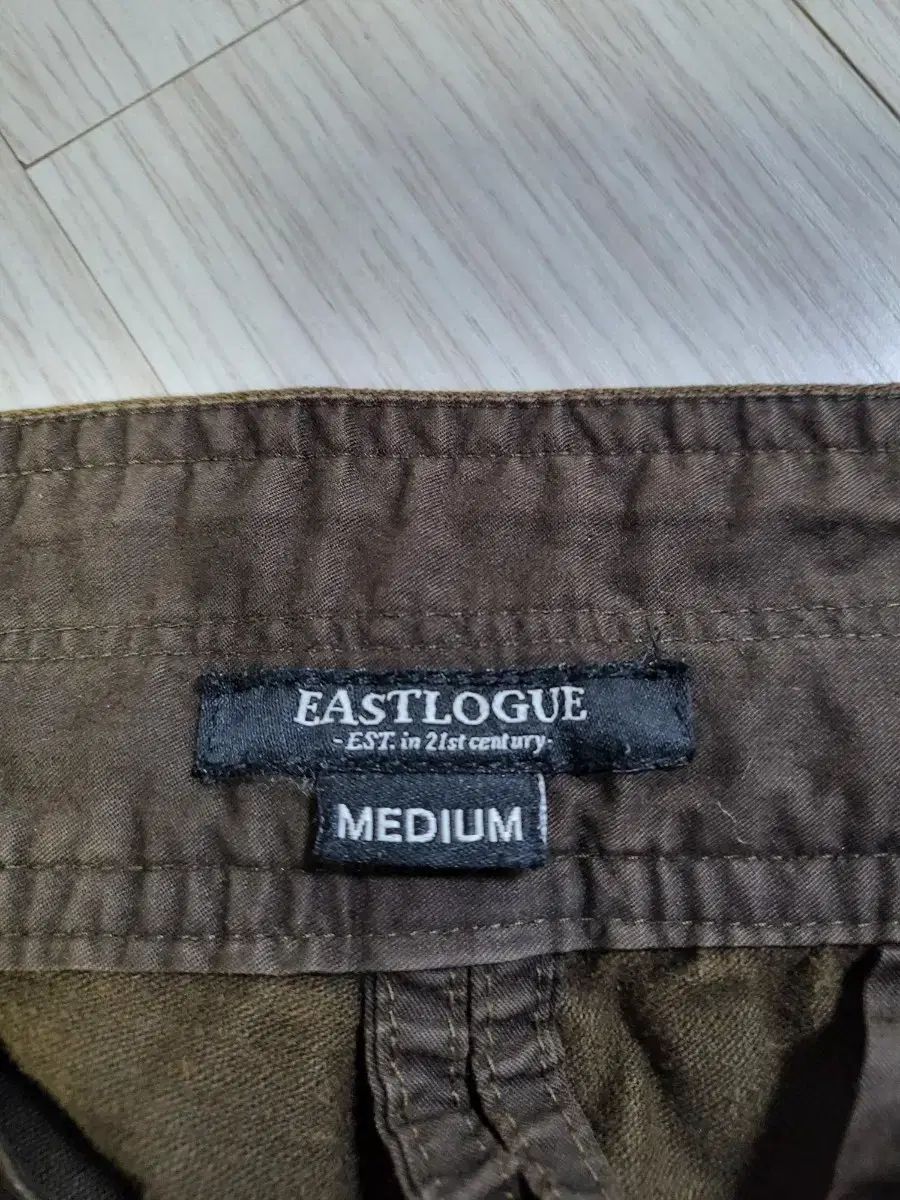 EASTLOGUE
-EST. in 21st century-
MEDIUM